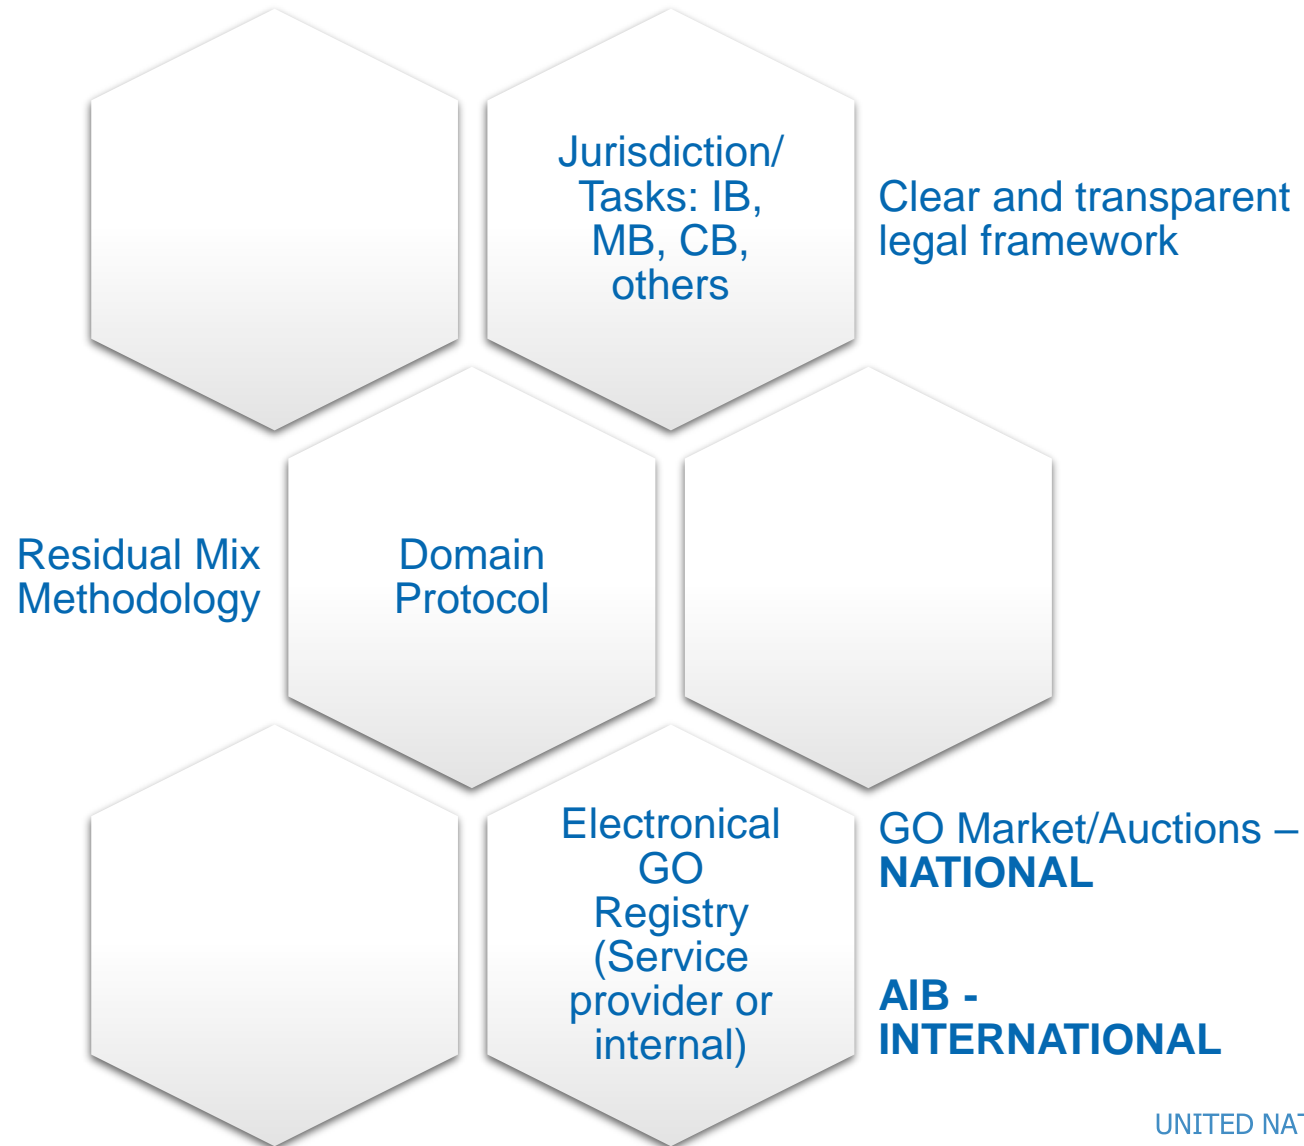 Jurisdiction/
Tasks: IB,
MB, CB,
others
Clear and transparent
legal framework
Residual Mix
Methodology
Domain
Protocol
Electronical
GO
Registry
(Service
provider or
internal)
GO Market/Auctions –
NATIONAL
AIB -
INTERNATIONAL
UNITED